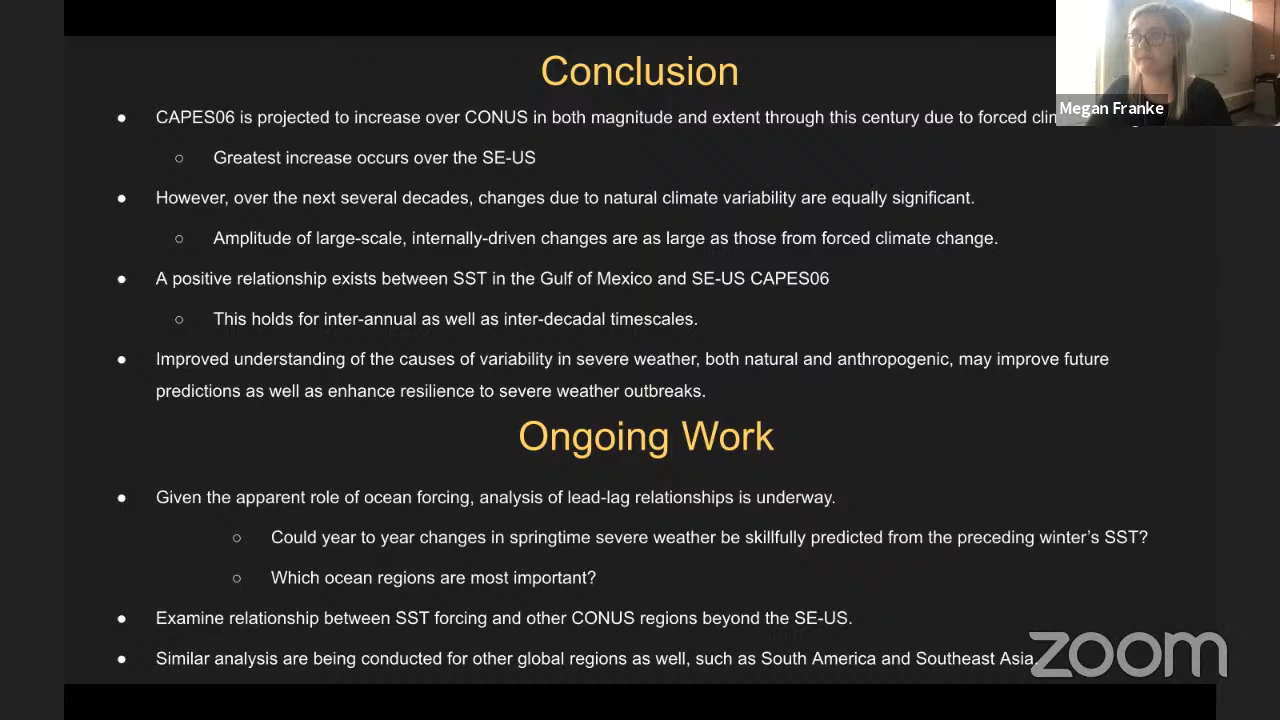 Conclusion
Megan Franke
● CAPES06 is projected to increase over CONUS in both magnitude and extent through this century due to forced
○ Greatest increase occurs over the SE-US
● However, over the next several decades, changes due to natural climate variability are equally significant.
○ Amplitude of large-scale, internally-driven changes are as large as those from forced climate change.
● A positive relationship exists between SST in the Gulf of Mexico and SE-US CAPES06
○ This holds for inter-annual as well as inter-decadal timescales.
● Improved understanding of the causes of variability in severe weather, both natural and anthropogenic, may improve future
predictions as well as enhance resilience to severe weather outbreaks.
Ongoing Work
● Given the apparent role of ocean forcing, analysis of lead-lag relationships is underway.
○ Could year to year changes in springtime severe weather be skillfully predicted from the preceding winter’s SST?
○ Which ocean regions are most important?
● Examine relationship between SST forcing and other CONUS regions beyond the SE-US.
● Similar analysis are being conducted for other global regions as well, such as South America and Southeast Asia.
zoom